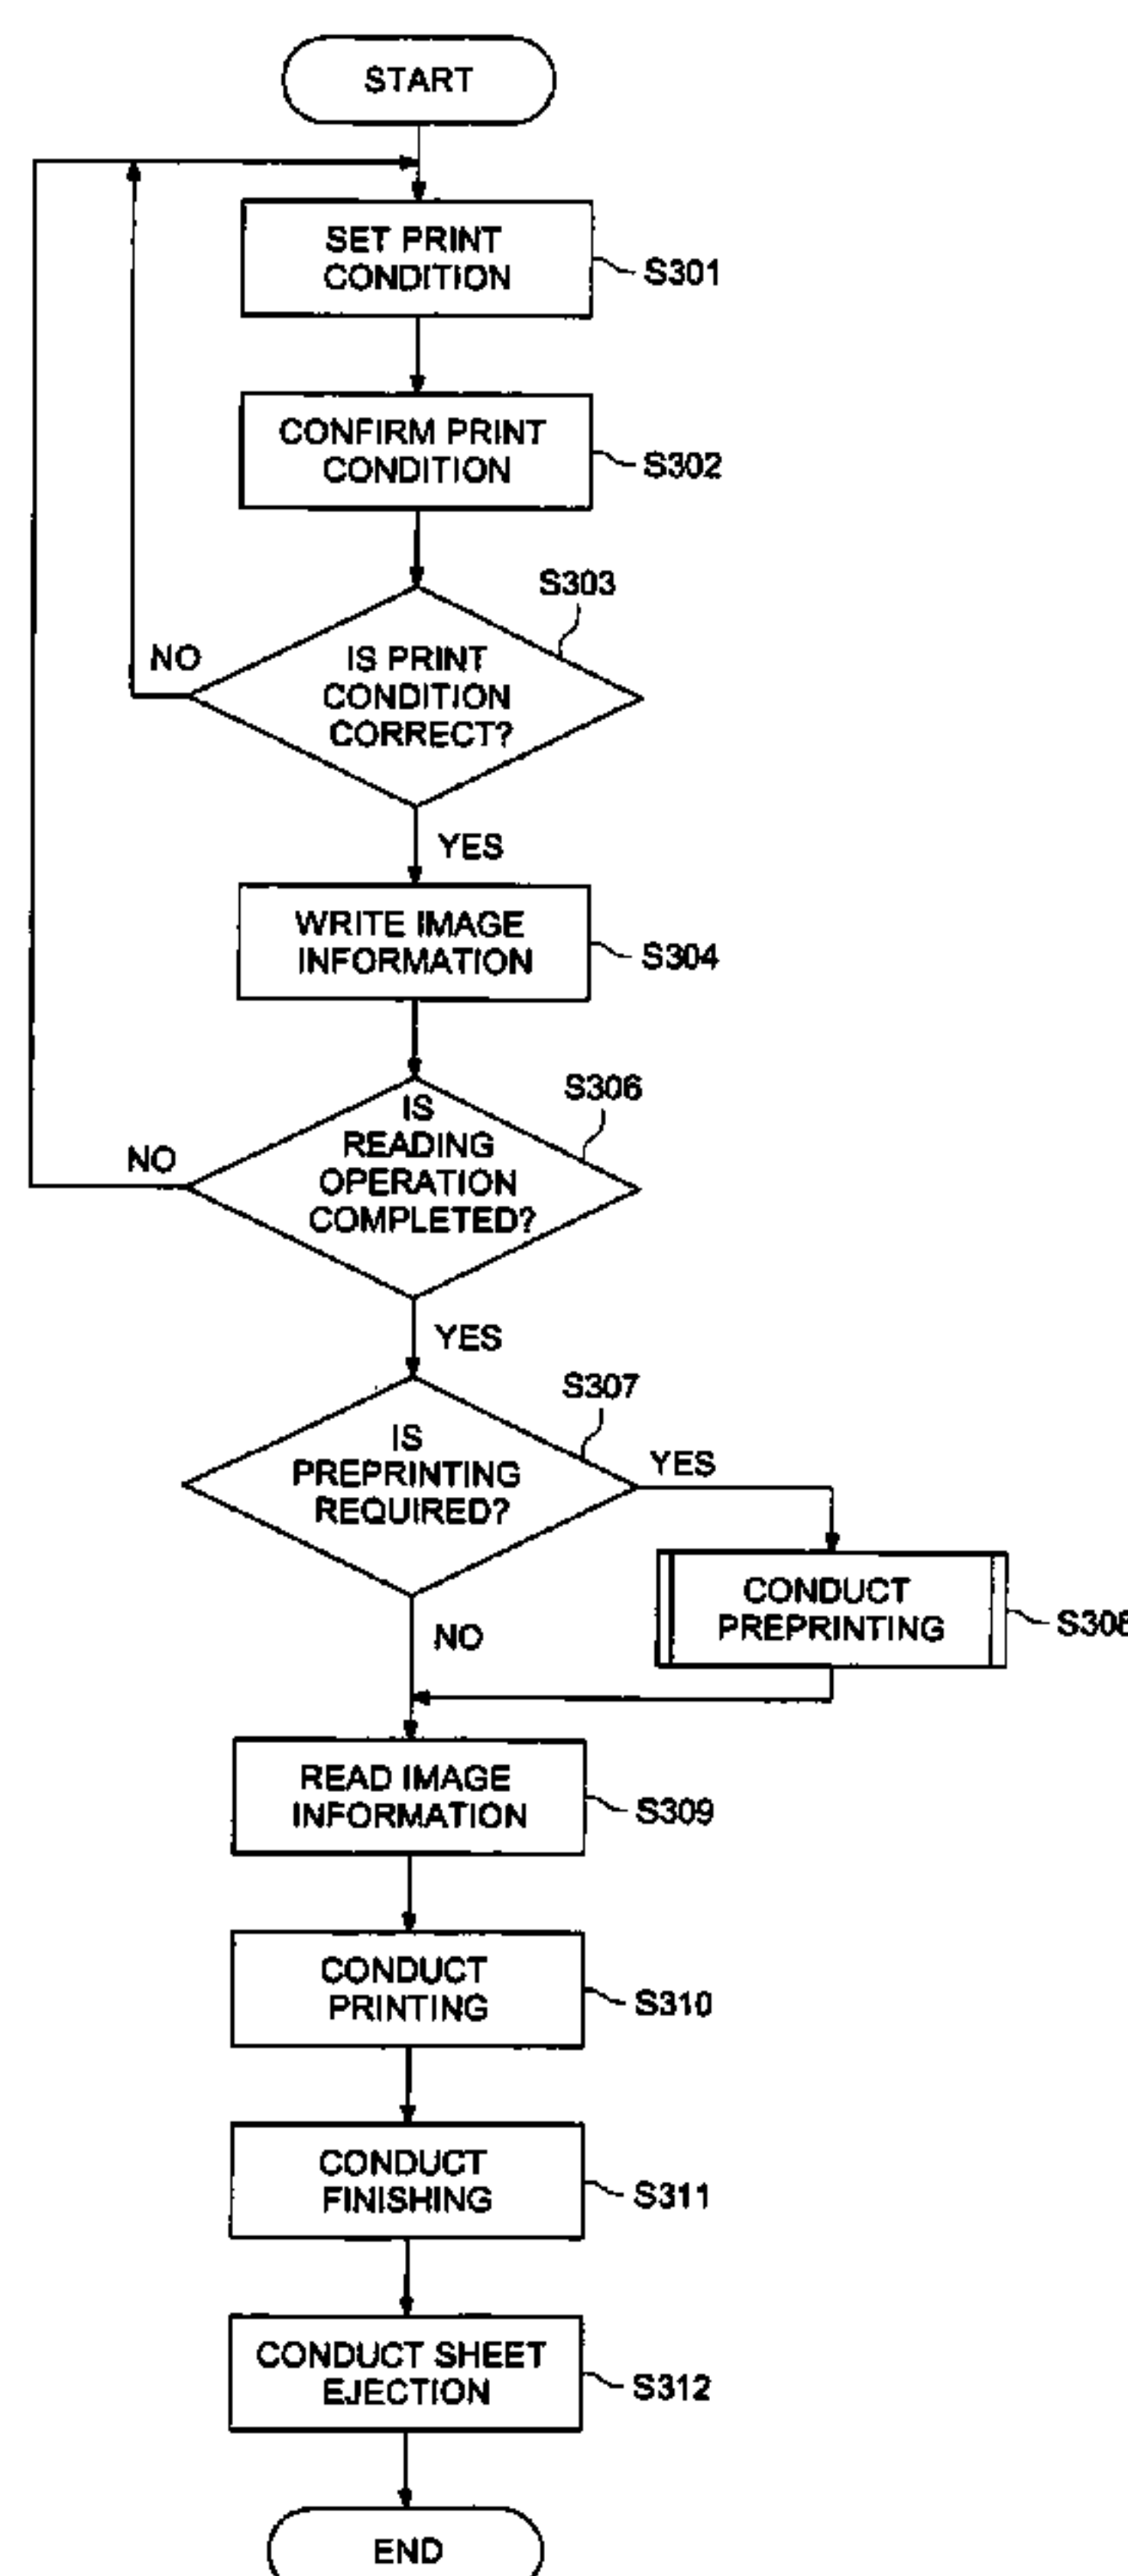 START
SET PRINT
CONDITION
S301
CONFIRM PRINT
CONDITION
S302
S303
IS PRINT
CONDITION
CORRECT?
NO
YES
WRITE IMAGE
INFORMATION
S304
S306
IS
READING
OPERATION
COMPLETED?
NO
YES
S307
IS
PREPRINTING
REQUIRED?
YES
CONDUCT
PREPRINTING
S308
NO
READ IMAGE
INFORMATION
S309
CONDUCT
PRINTING
S310
CONDUCT
FINISHING
S311
CONDUCT SHEET
EJECTION
S312
END